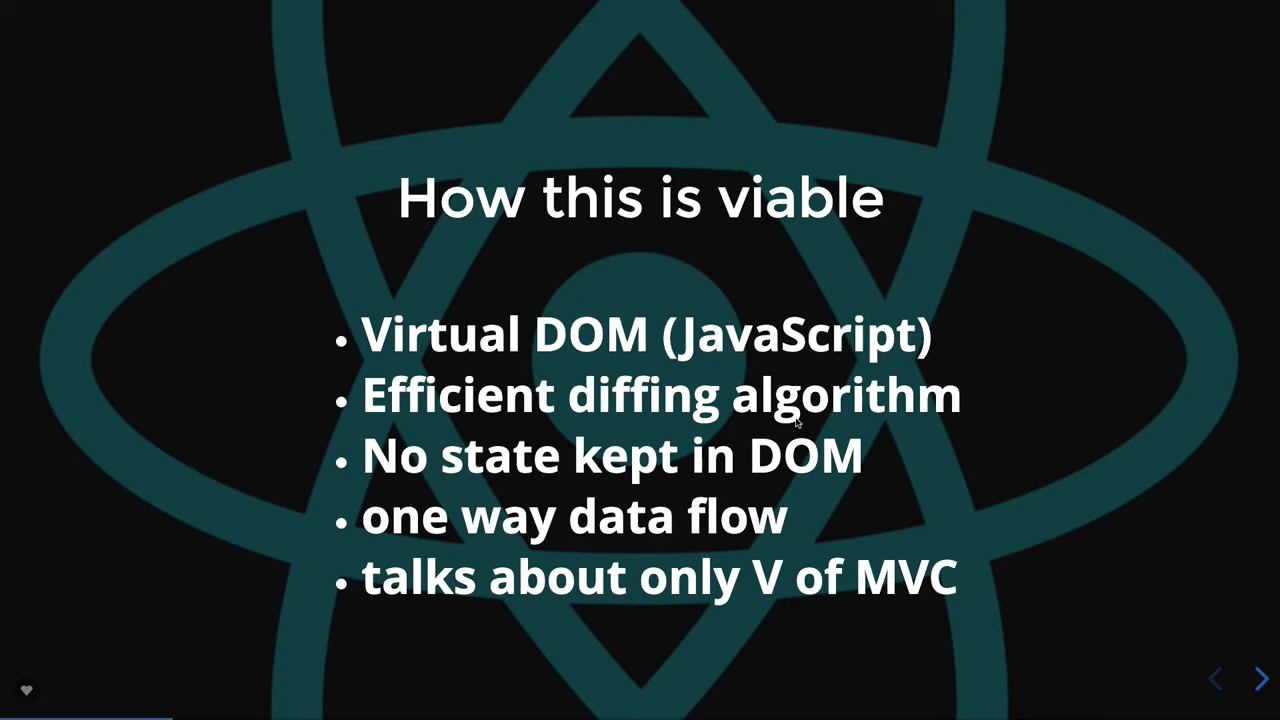 How this is viable
• Virtual DOM (JavaScript)
• Efficient diffing algorithm
• No state kept in DOM
• one way data flow
• talks about only V of MVC